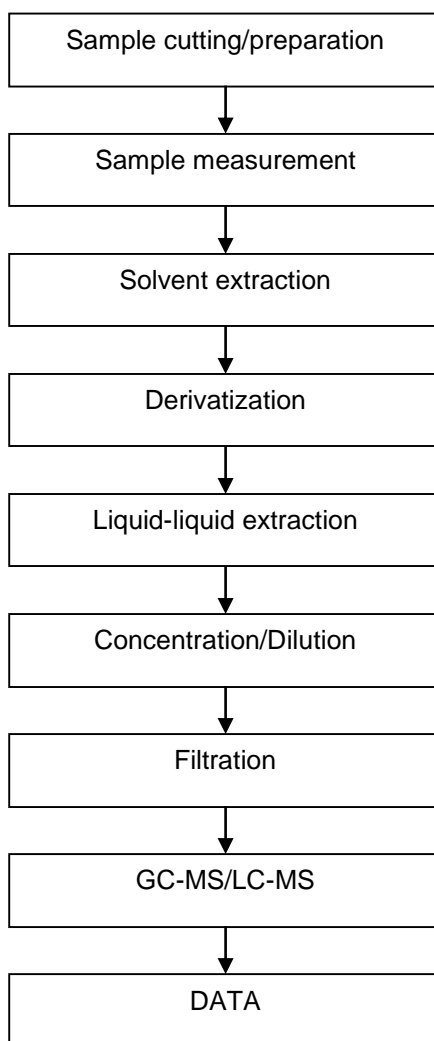 Sample cutting/preparation
Sample measurement
Solvent extraction
Derivatization
Liquid-liquid extraction
Concentration/Dilution
Filtration
GC-MS/LC-MS
DATA